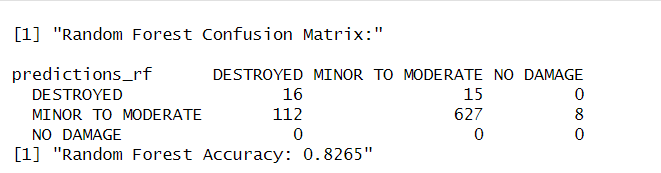 [1] "Random Forest Confusion Matrix:"
predictions_rf DESTROYED MINOR TO MODERATE NO DAMAGE
DESTROYED 16 15 0
MINOR TO MODERATE 112 627 8
NO DAMAGE 0 0 0
[1] "Random Forest Accuracy: 0.8265"